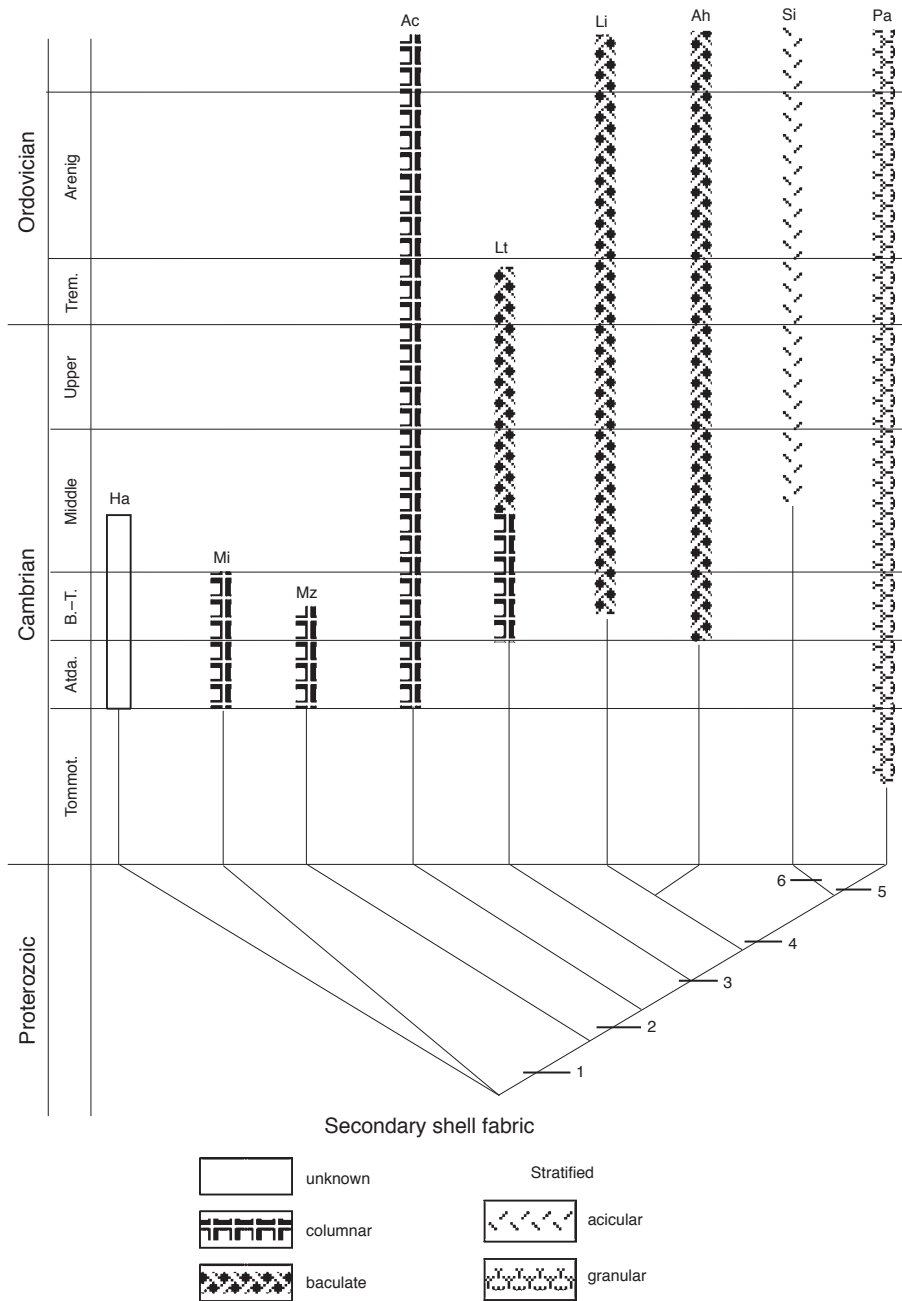 Ac
Li
Ah
Si
Pa
Ordovician
Arenig
Lt
Trem.
Upper
Cambrian
Middle
Ha
Mi
B.–T.
Mz
Atda.
Tommot.
Proterozoic
6
5
4
3
2
1
Secondary shell fabric
unknown
Stratified
columnar
acicular
baculate
granular